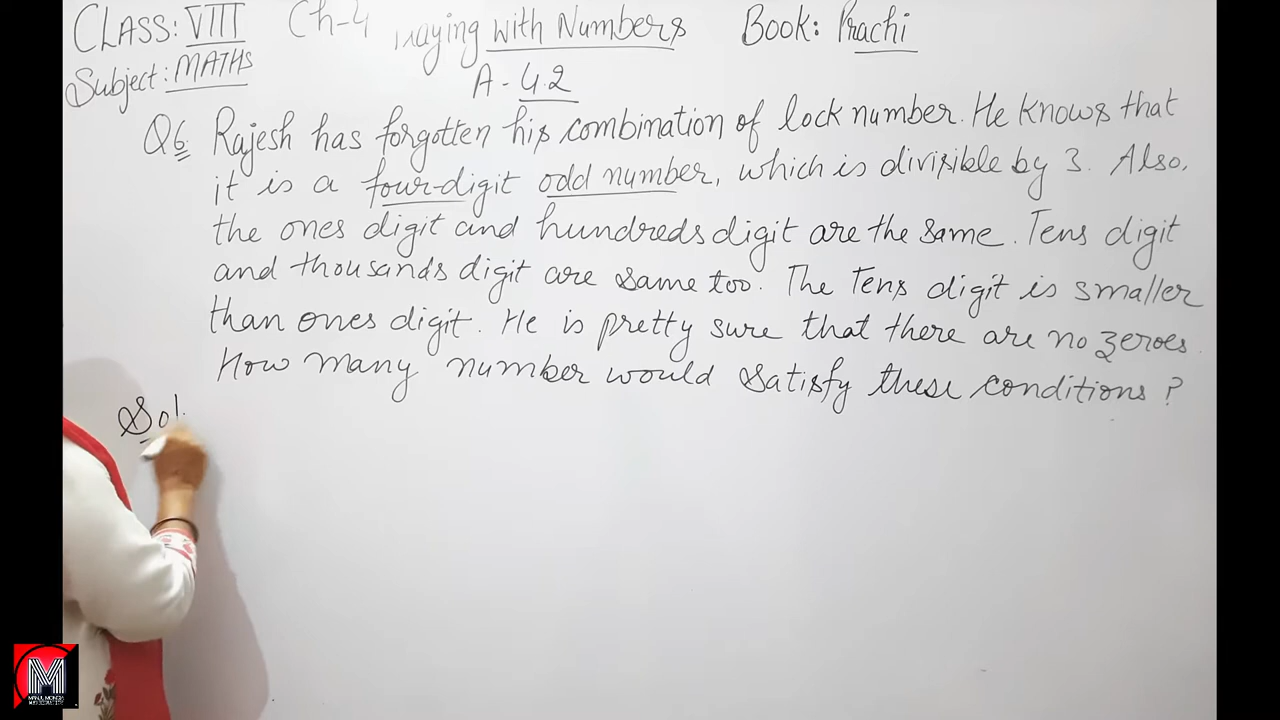 CLASS: VIII Ch-4 Playing with Numbers Book: Prachi
Subject: MATHS
A - 4.2
Q6. Rajesh has forgotten his combination of lock number. He knows that
it is a four-digit odd number, which is divisible by 3. Also,
the ones digit and hundreds digit are the same. Tens digit
and thousands digit are same too. The Tens digit is smaller
than ones digit. He is pretty sure that there are no zeroes.
How many number would satisfy these conditions?
Sol.
M